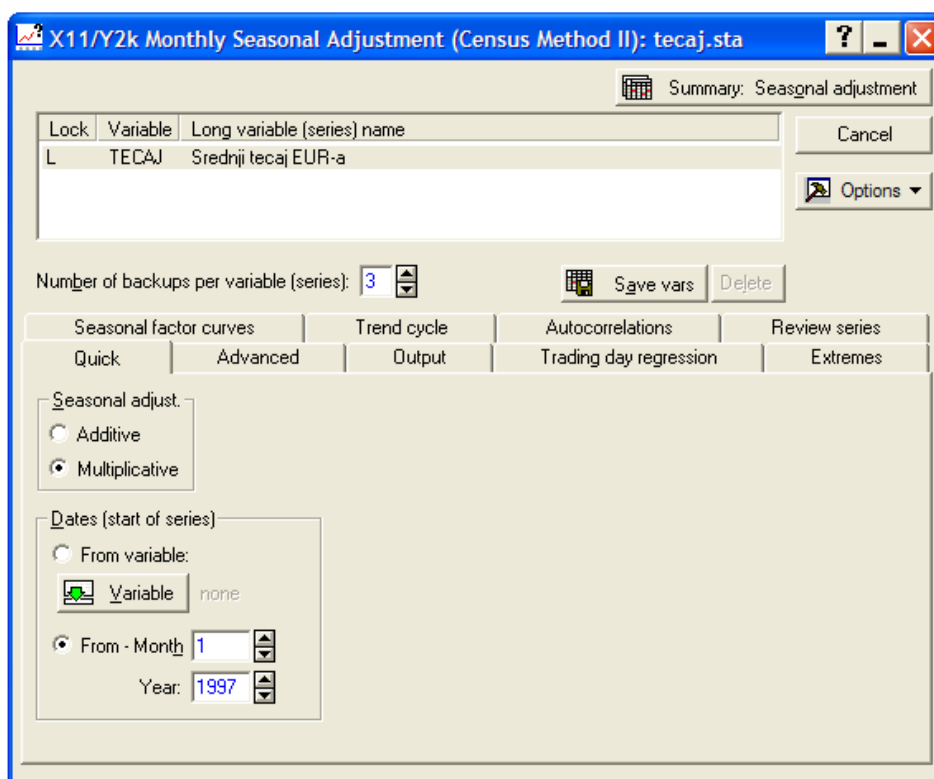 X11/Y2k Monthly Seasonal Adjustment (Census Method II): tecaj.sta
Summary: Seasonal adjustment
Lock Variable Long variable (series) name
L TECAJ Srednji tecaj EUR-a
Cancel
Options
Number of backups per variable (series): 3
Save vars Delete
Seasonal factor curves Trend cycle Autocorrelations Review series
Quick Advanced Output Trading day regression Extremes
Seasonal adjust.
Additive
Multiplicative
Dates (start of series)
From variable:
Variable none
From - Month 1
Year: 1997